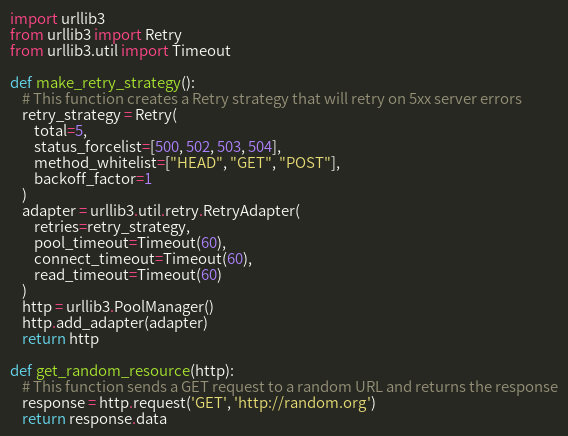 import urllib3
from urllib3 import Retry
from urllib3.util import Timeout

def make_retry_strategy():
    # This function creates a Retry strategy that will retry on 5xx server errors
    retry_strategy = Retry(
        total=5,
        status_forcelist=[500, 502, 503, 504],
        method_whitelist=["HEAD", "GET", "POST"],
        backoff_factor=1
    )
    adapter = urllib3.util.retry.RetryAdapter(
        retries=retry_strategy,
        pool_timeout=Timeout(60),
        connect_timeout=Timeout(60),
        read_timeout=Timeout(60)
    )
    http = urllib3.PoolManager()
    http.add_adapter(adapter)
    return http

def get_random_resource(http):
    # This function sends a GET request to a random URL and returns the response
    response = http.request('GET', 'http://random.org')
    return response.data